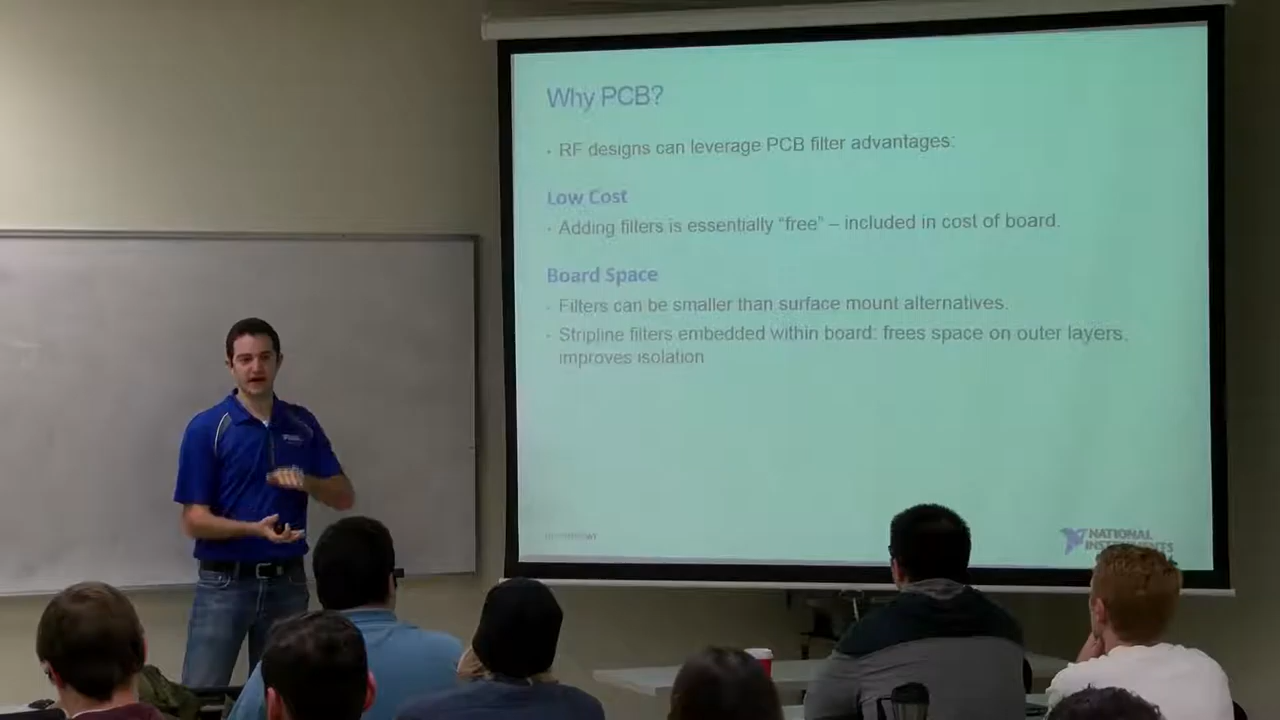 Why PCB?
· RF designs can leverage PCB filter advantages:
Low Cost
· Adding filters is essentially “free” – included in cost of board.
Board Space
· Filters can be smaller than surface mount alternatives.
· Stripline filters embedded within board: frees space on outer layers,
improves isolation
NATIONAL
INSTRUMENTS